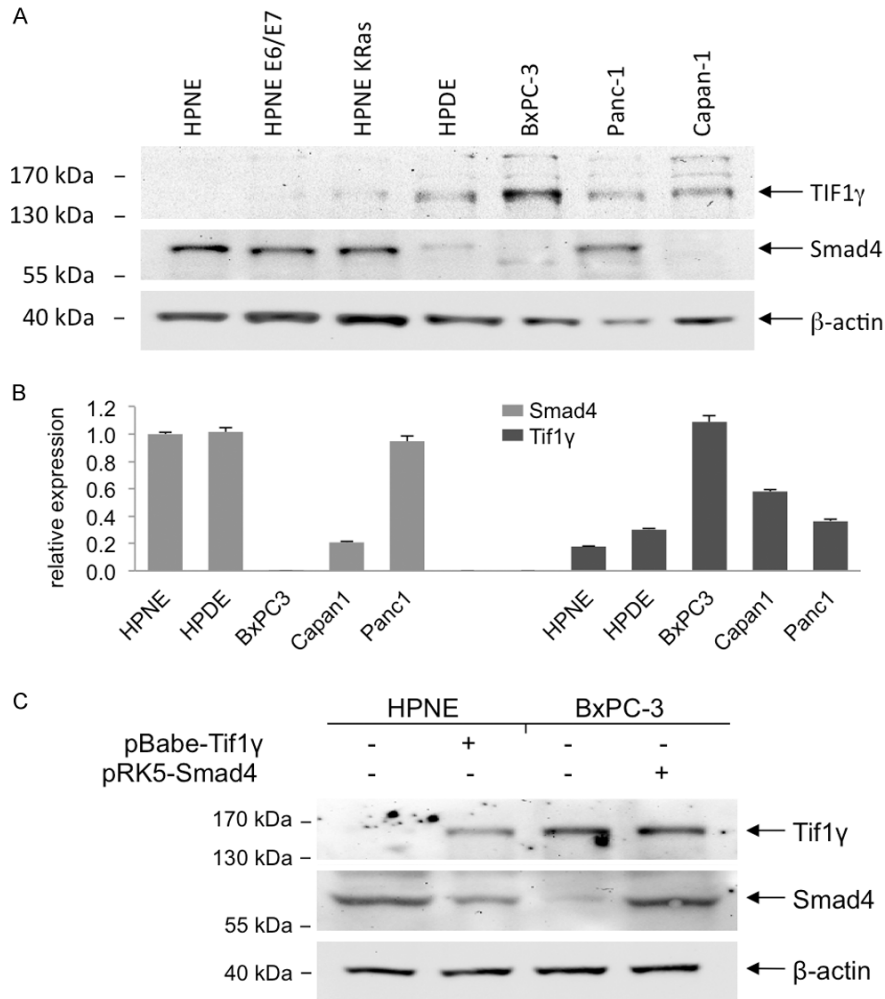 A
HPNE
HPNE E6/E7
HPNE KRas
HPDE
BxPC-3
Panc-1
Capan-1
170 kDa –
130 kDa –
TIF1γ
55 kDa –
Smad4
40 kDa –
β-actin
B
relative expression
1.2
1.0
0.8
0.6
0.4
0.2
0.0
Smad4
Tif1γ
HPNE
HPDE
BxPC3
Capan1
Panc1
HPNE
HPDE
BxPC3
Capan1
Panc1
C
HPNE BxPC-3
pBabe-Tif1γ - + - -
pRK5-Smad4 - - - +
170 kDa –
130 kDa –
Tif1γ
55 kDa –
Smad4
40 kDa –
β-actin